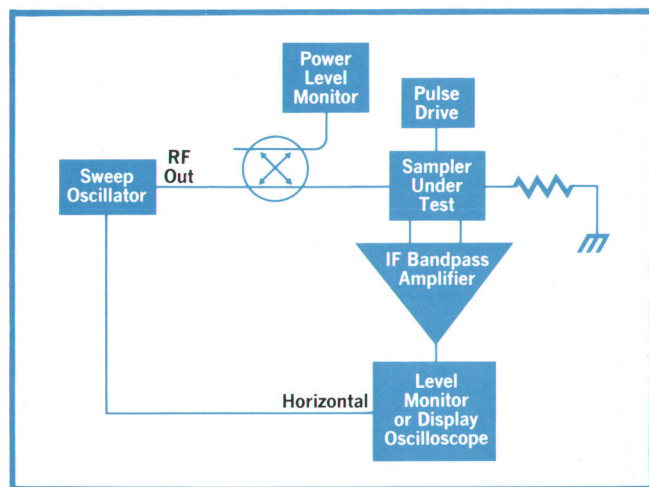 Power
Level
Monitor
Pulse
Drive
RF
Out
Sweep
Oscillator
Sampler
Under
Test
IF Bandpass
Amplifier
Horizontal
Level
Monitor
or Display
Oscilloscope